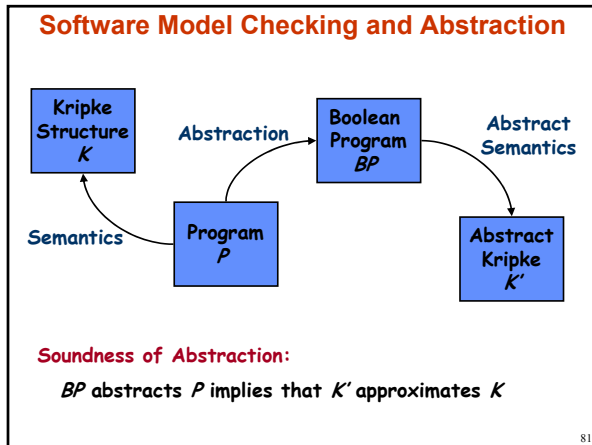 Software Model Checking and Abstraction
Kripke
Structure
K
Abstraction
Boolean
Program
BP
Abstract
Semantics
Semantics
Program
P
Abstract
Kripke
K'
Soundness of Abstraction:
BP abstracts P implies that K' approximates K
81